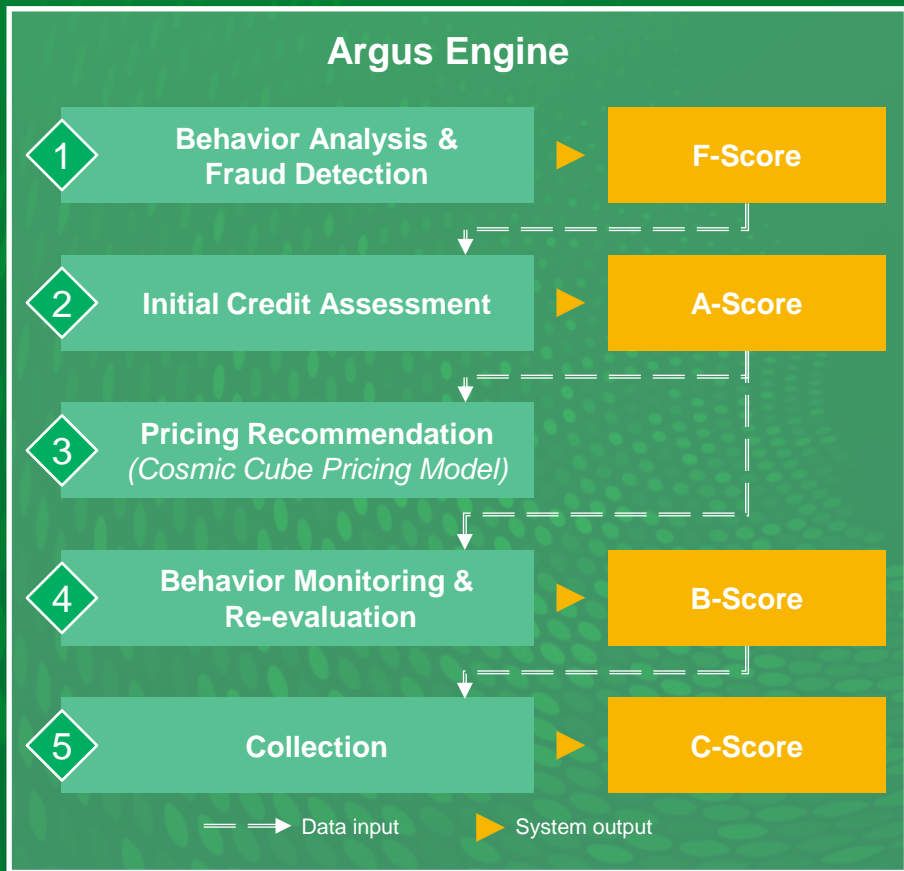 Argus Engine
1
Behavior Analysis &
Fraud Detection
F-Score
2
Initial Credit Assessment
A-Score
3
Pricing Recommendation
(Cosmic Cube Pricing Model)
4
Behavior Monitoring &
Re-evaluation
B-Score
5
Collection
C-Score
Data input
System output